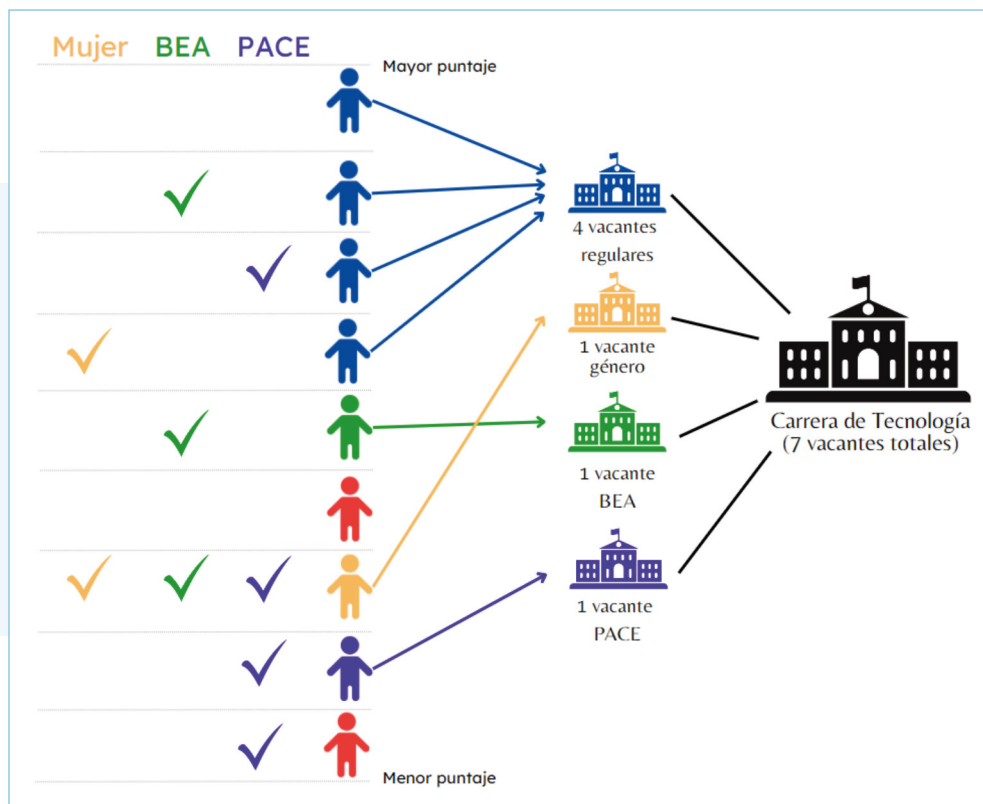 Mujer BEA PACE
Mayor puntaje
4 vacantes
regulares
1 vacante
género
1 vacante
BEA
1 vacante
PACE
Carrera de Tecnología
(7 vacantes totales)
Menor puntaje